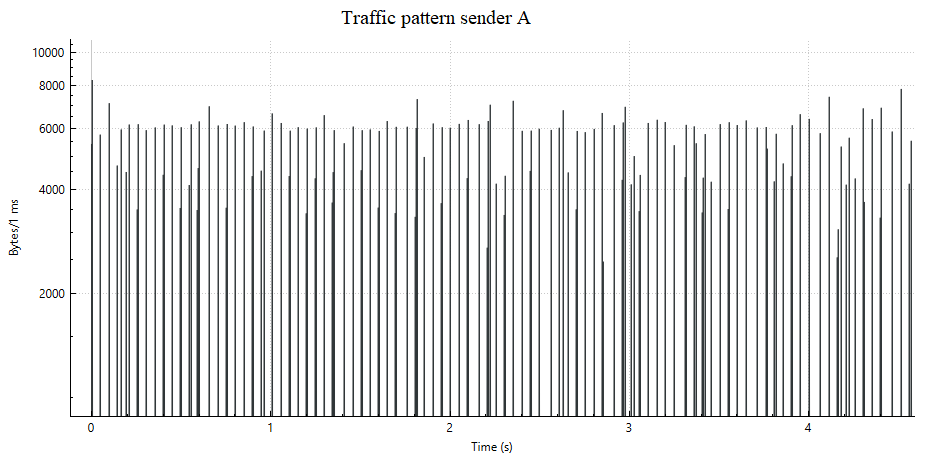 Traffic pattern sender A
10000
8000
6000
4000
2000
Bytes/1 ms
0 1 2 3 4
Time (s)